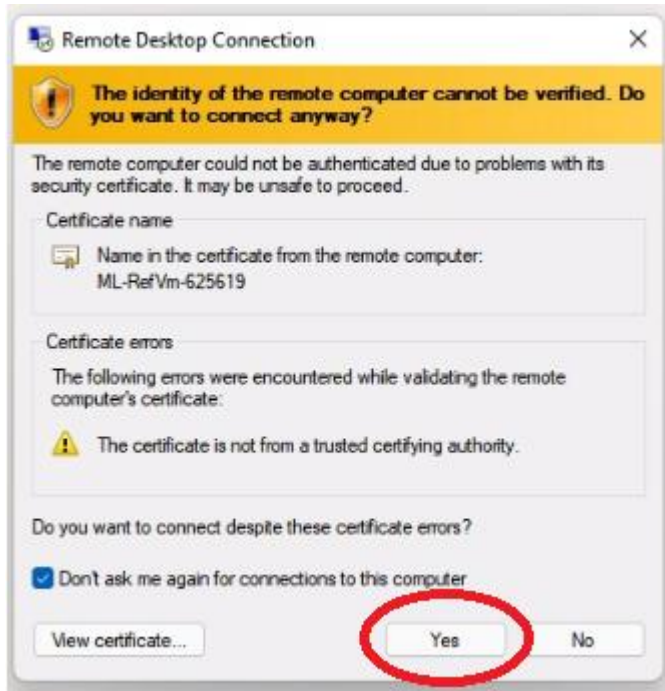 Remote Desktop Connection
The identity of the remote computer cannot be verified. Do
you want to connect anyway?
The remote computer could not be authenticated due to problems with its
security certificate. It may be unsafe to proceed.
Certificate name
Name in the certificate from the remote computer:
ML-RefVm-625619
Certificate errors
The following errors were encountered while validating the remote
computer's certificate:
The certificate is not from a trusted certifying authority.
Do you want to connect despite these certificate errors?
Don't ask me again for connections to this computer
View certificate... Yes No